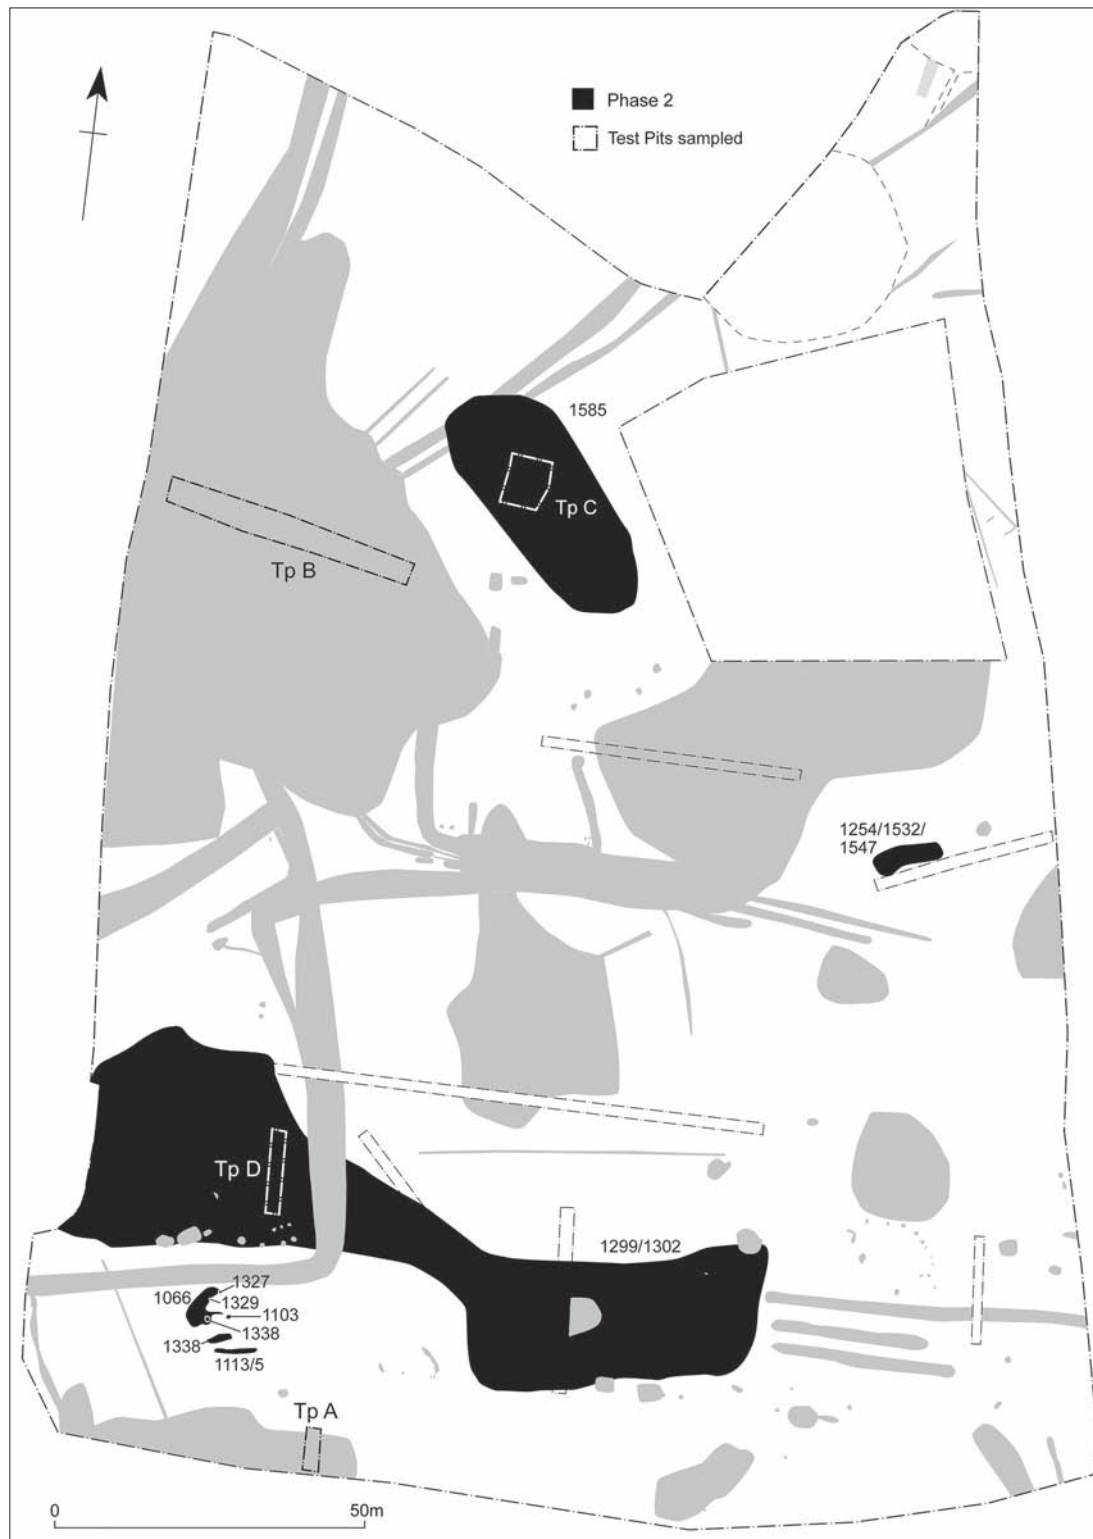 Phase 2
Test Pits sampled
1585
Tp C
Tp B
1254/1532/
1547
Tp D
1299/1302
1327
1066
1329
1103
1338
1338
1113/5
Tp A
0
50m